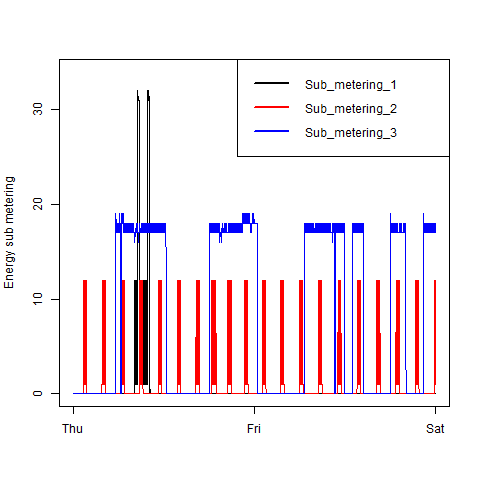 Sub_metering_1
Sub_metering_2
Sub_metering_3
Energy sub metering
30
20
10
0
Thu Fri Sat